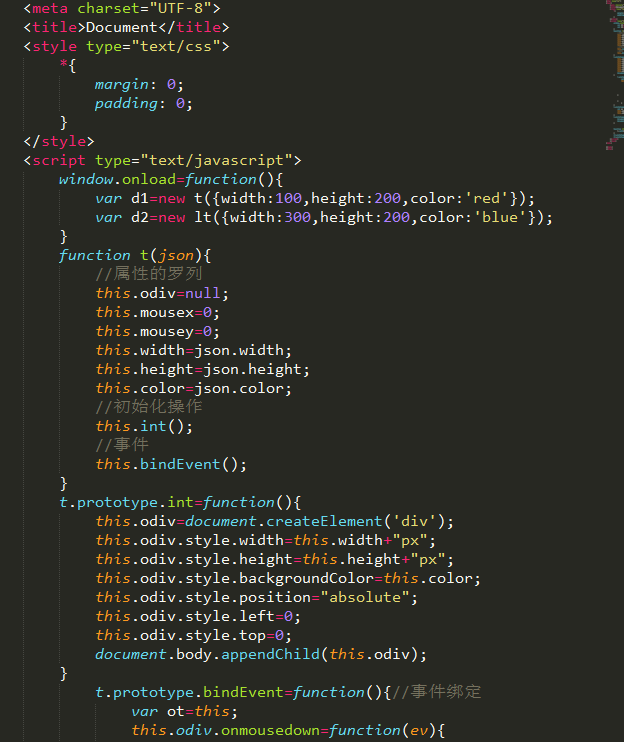 <meta charset="UTF-8">
<title>Document</title>
<style type="text/css">
*{
margin: 0;
padding: 0;
}
</style>
<script type="text/javascript">
window.onload=function(){
var d1=new t({width:100,height:200,color:'red'});
var d2=new lt({width:300,height:200,color:'blue'});
}
function t(json){
//属性的罗列
this.odiv=null;
this.mousex=0;
this.mousey=0;
this.width=json.width;
this.height=json.height;
this.color=json.color;
//初始化操作
this.int();
//事件
this.bindEvent();
}
t.prototype.int=function(){
this.odiv=document.createElement('div');
this.odiv.style.width=this.width+"px";
this.odiv.style.height=this.height+"px";
this.odiv.style.backgroundColor=this.color;
this.odiv.style.position="absolute";
this.odiv.style.left=0;
this.odiv.style.top=0;
document.body.appendChild(this.odiv);
}
t.prototype.bindEvent=function(){//事件绑定
var ot=this;
this.odiv.onmousedown=function(ev){